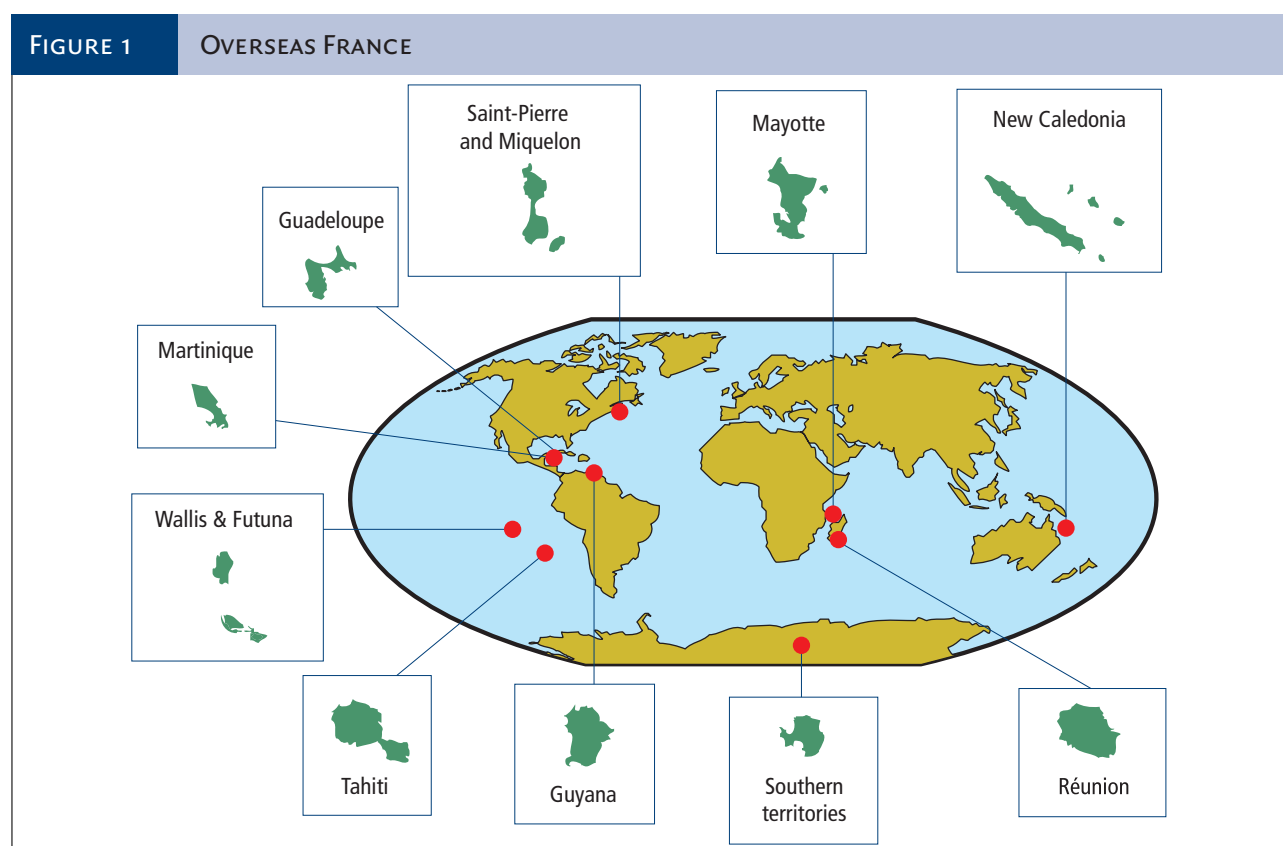 FIGURE 1
OVERSEAS FRANCE
Saint-Pierre
and Miquelon
Mayotte
New Caledonia
Guadeloupe
Martinique
Wallis & Futuna
Tahiti
Guyana
Southern
territories
Réunion